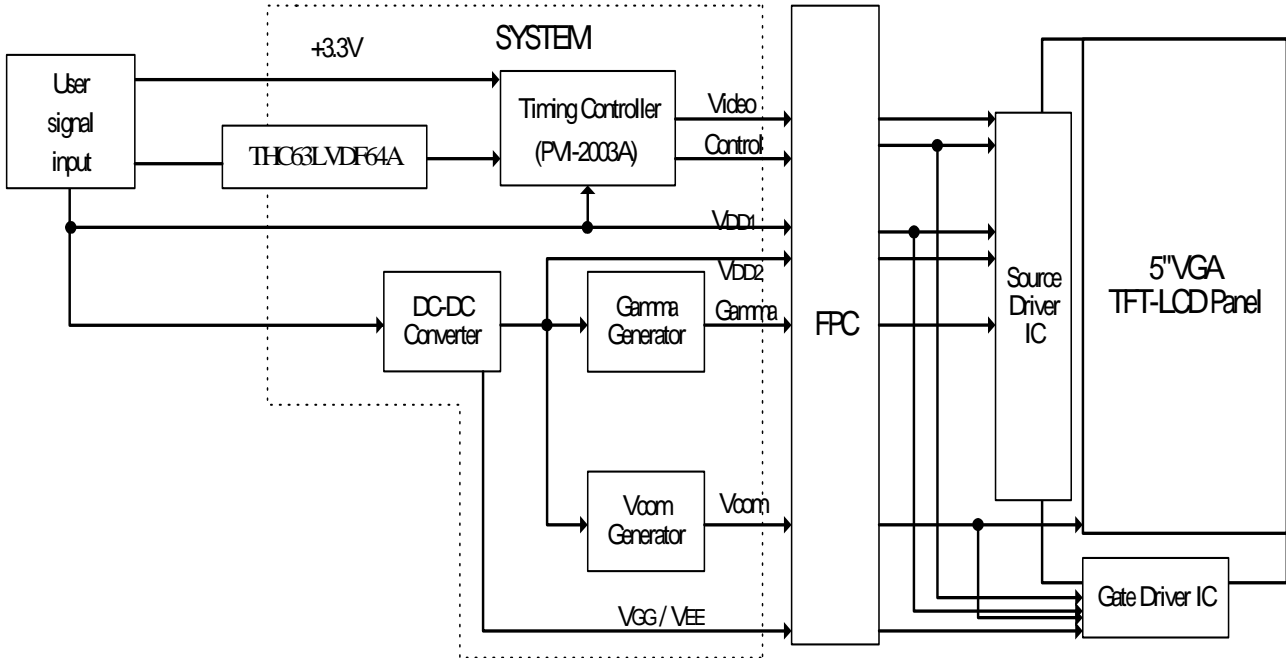 SYSTEM
+3.3V
User
signal
input
Timing Controller
(PVI-2003A)
THC63LVDF64A
Video
Control
VDD1
VDD2
DC-DC
Converter
Gamma
Generator
Gamma
Vcom
Generator
Vcom
VGG / VEE
FPC
Source
Driver
IC
5"VGA
TFT-LCD Panel
Gate Driver IC